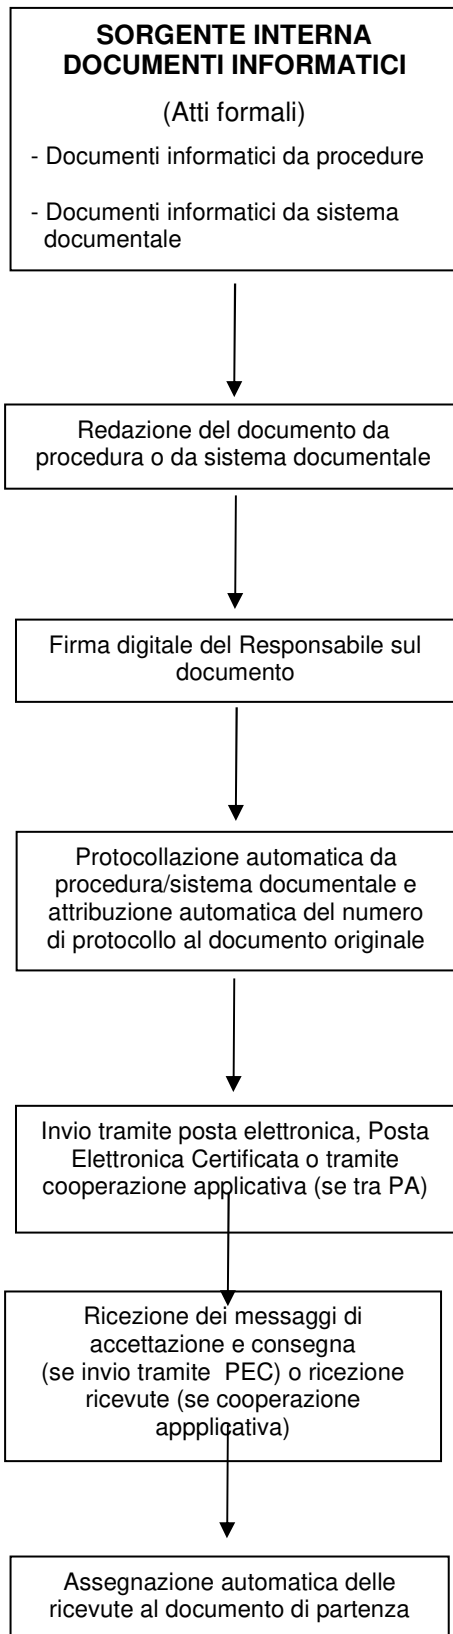 SORGENTE INTERNA
DOCUMENTI INFORMATICI
(Atti formali)
- Documenti informatici da procedure
- Documenti informatici da sistema
documentale
Redazione del documento da
procedura o da sistema documentale
Firma digitale del Responsabile sul
documento
Protocollazione automatica da
procedura/sistema documentale e
attribuzione automatica del numero
di protocollo al documento originale
Invio tramite posta elettronica, Posta
Elettronica Certificata o tramite
cooperazione applicativa (se tra PA)
Ricezione dei messaggi di
accettazione e consegna
(se invio tramite PEC) o ricezione
ricevute (se cooperazione
appplicativa)
Assegnazione automatica delle
ricevute al documento di partenza